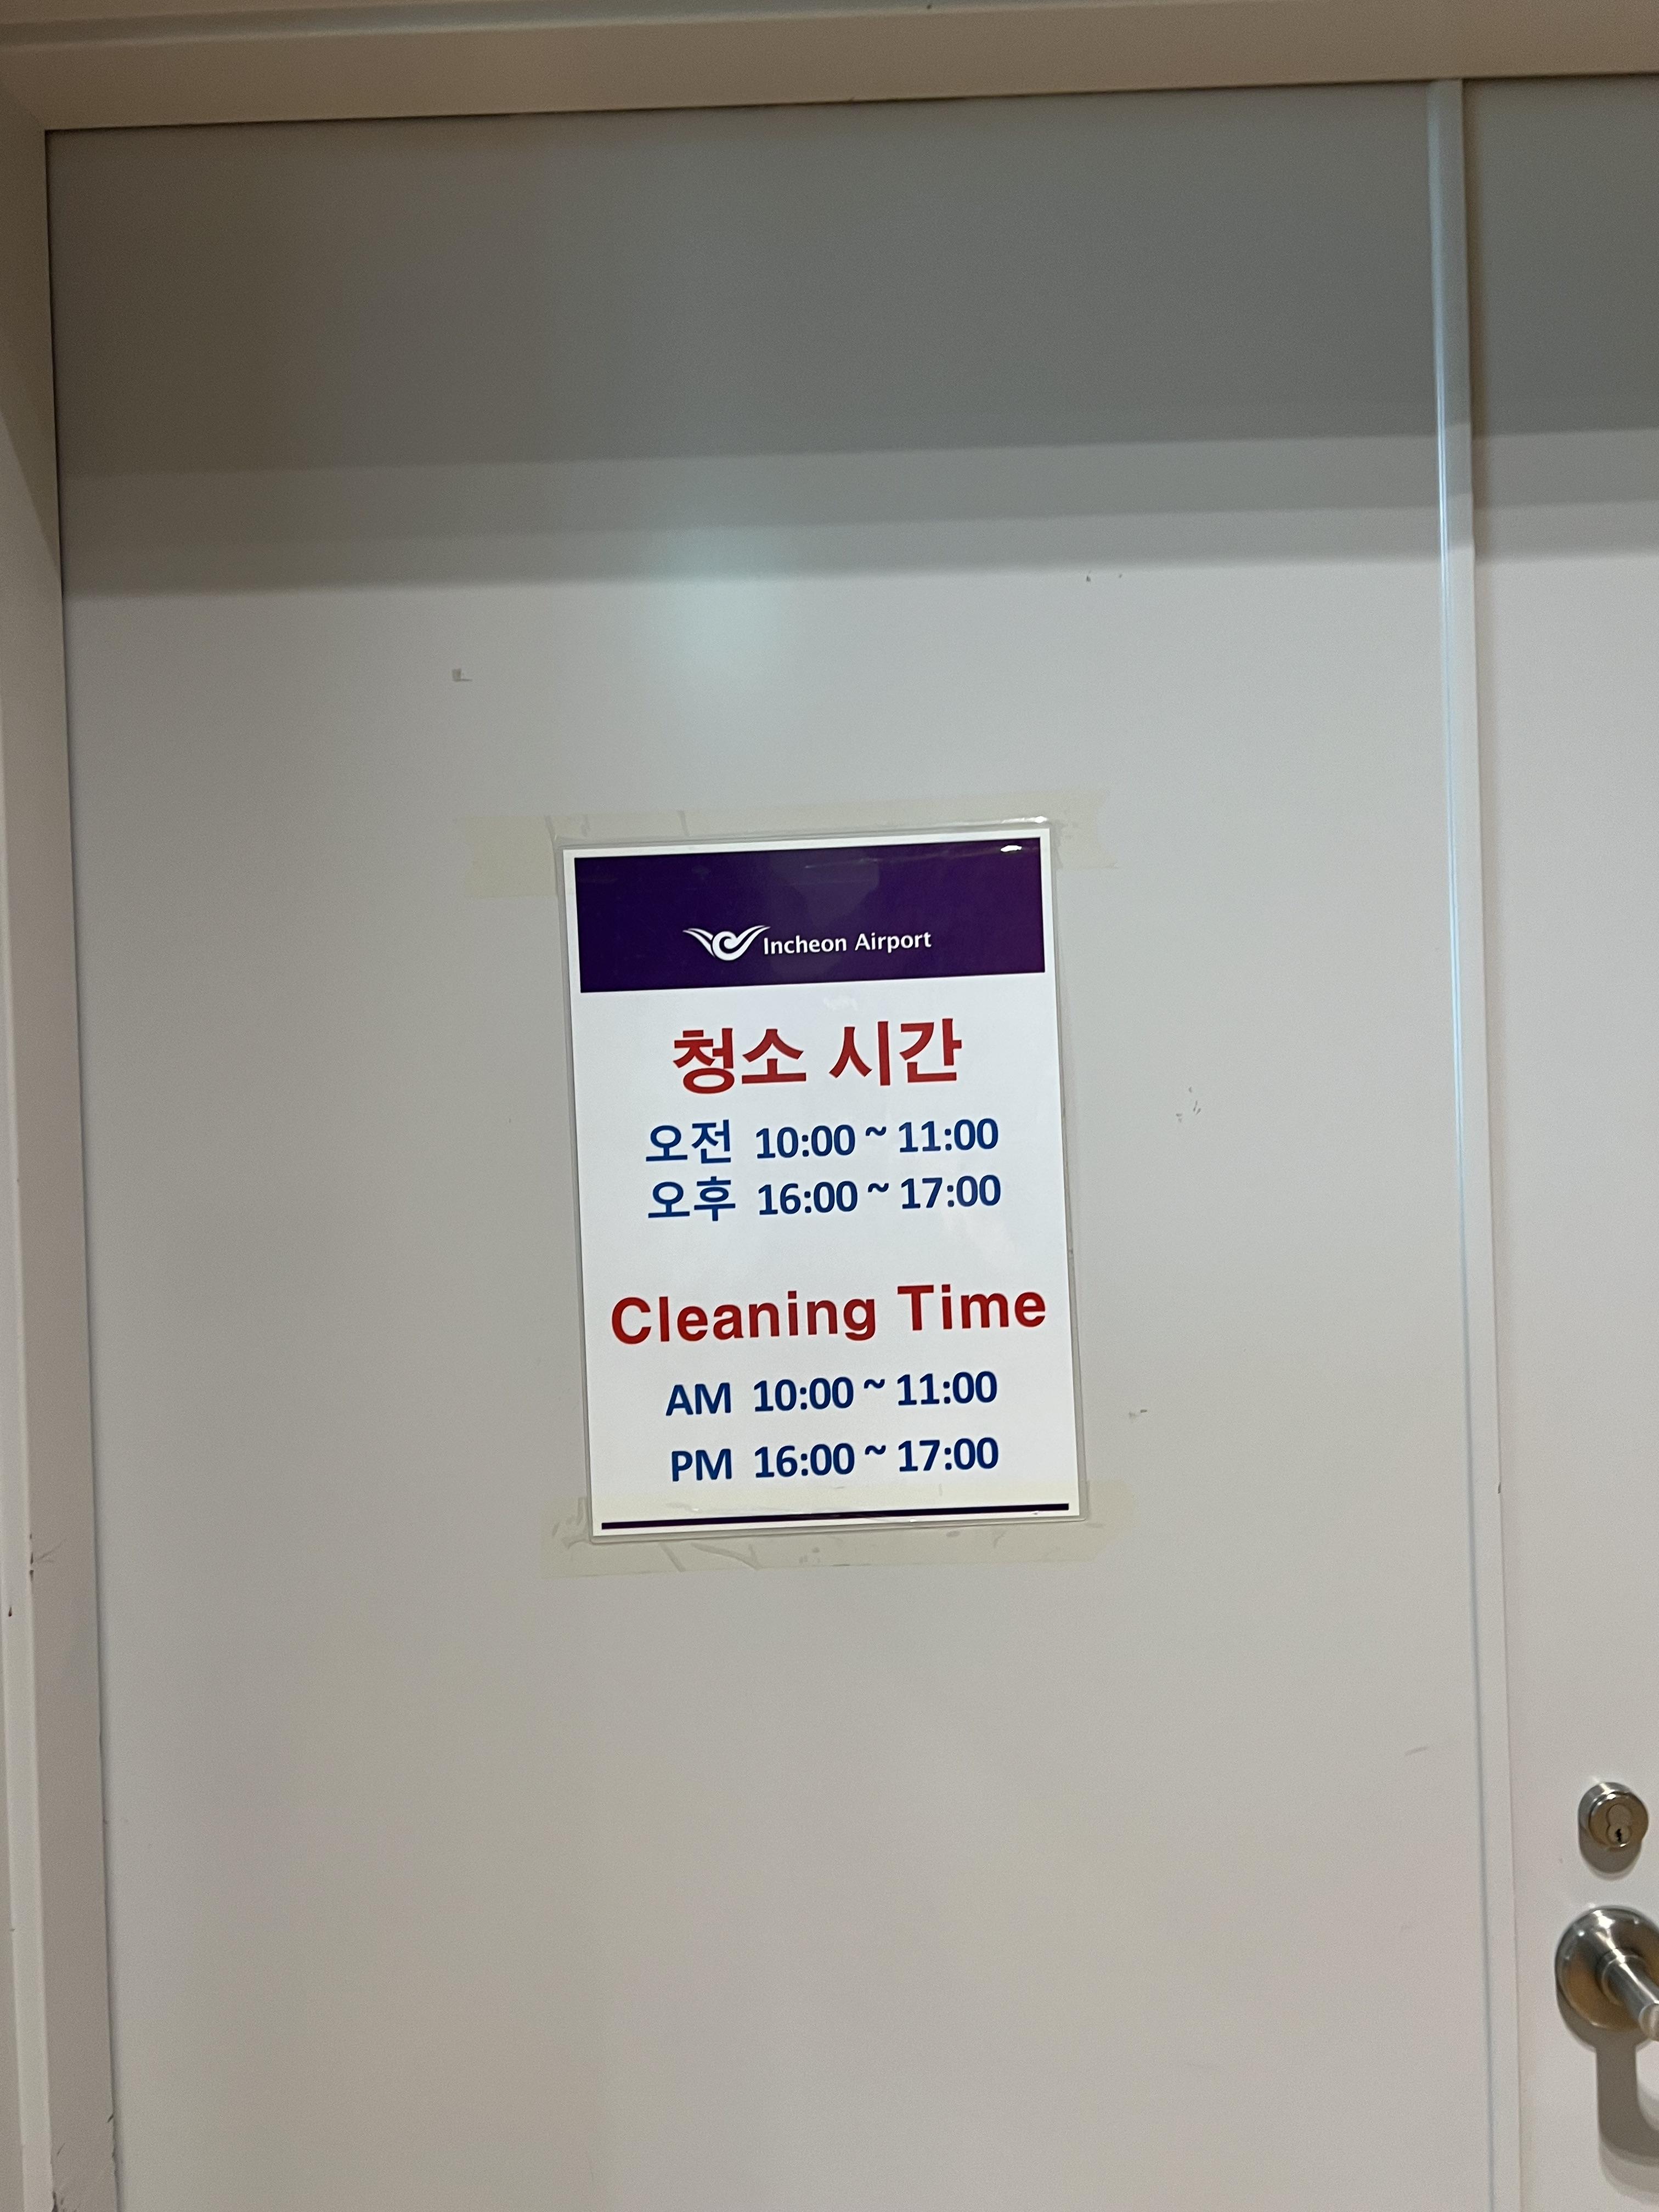 Incheon Airport
청소 시간
오전 10:00 ~ 11:00
오후 16:00 ~ 17:00
Cleaning Time
AM 10:00 ~ 11:00
PM 16:00 ~ 17:00